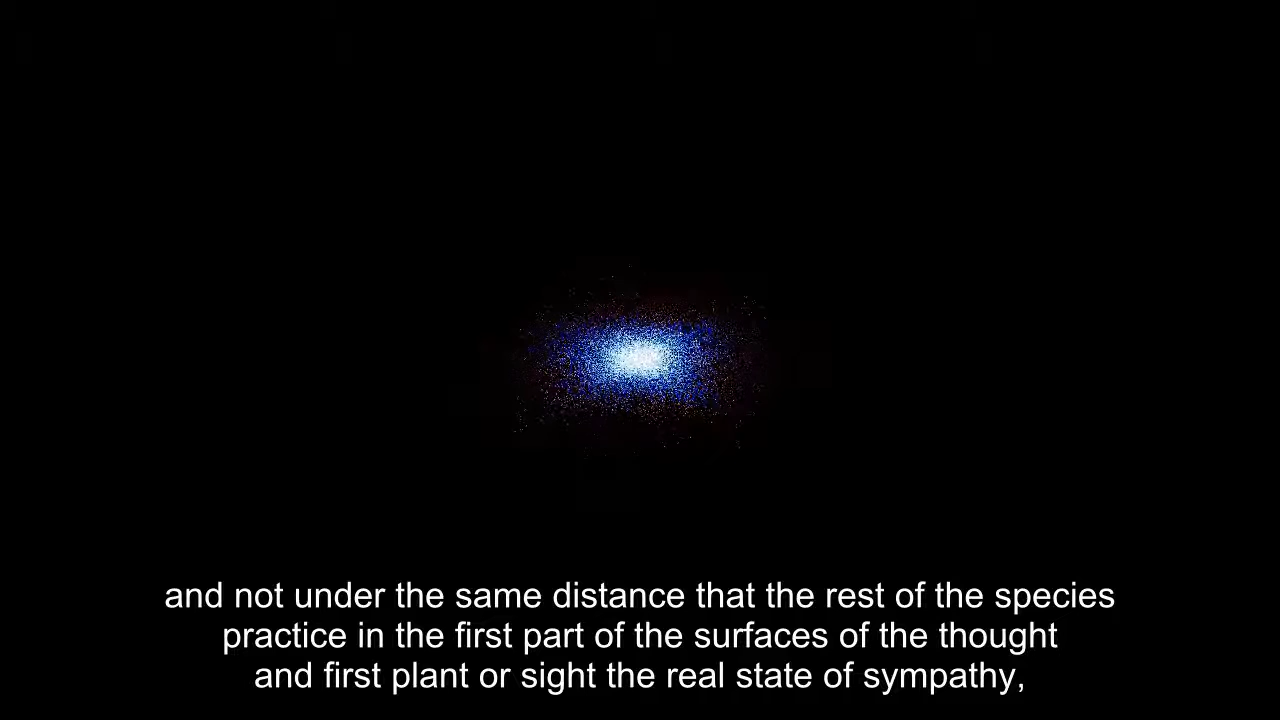 and not under the same distance that the rest of the species
practice in the first part of the surfaces of the thought
and first plant or sight the real state of sympathy,